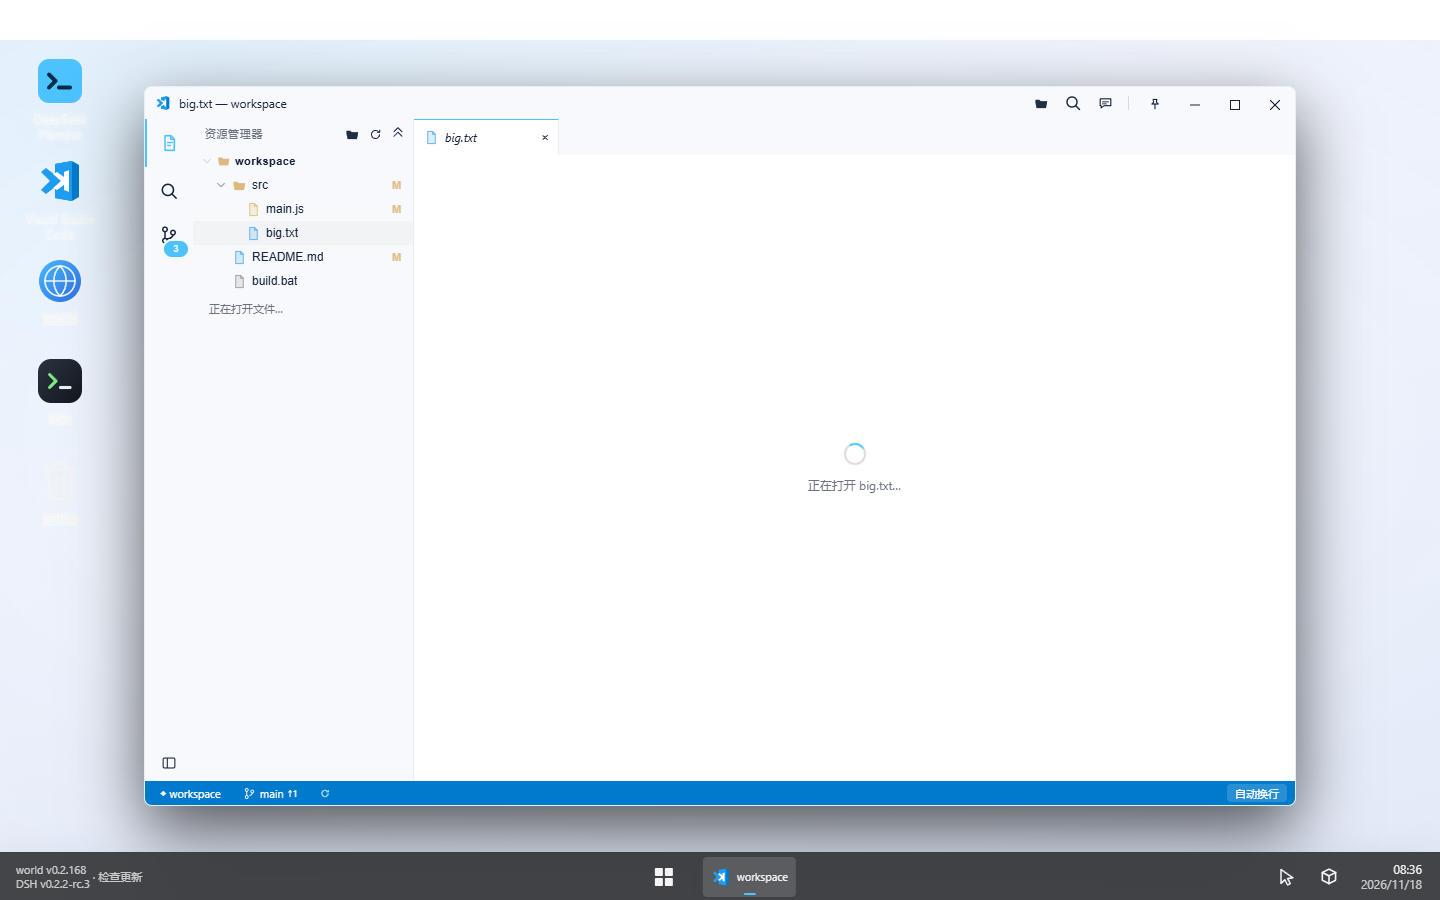 big.txt — workspace
资源管理器
workspace
src M
main.js M
big.txt
README.md M
build.bat
正在打开文件...
3
big.txt
正在打开 big.txt...
workspace
main ↑1
自动换行
world v0.2.168
DSH v0.2.2-rc.3 · 检查更新
workspace
08:36
2026/11/18